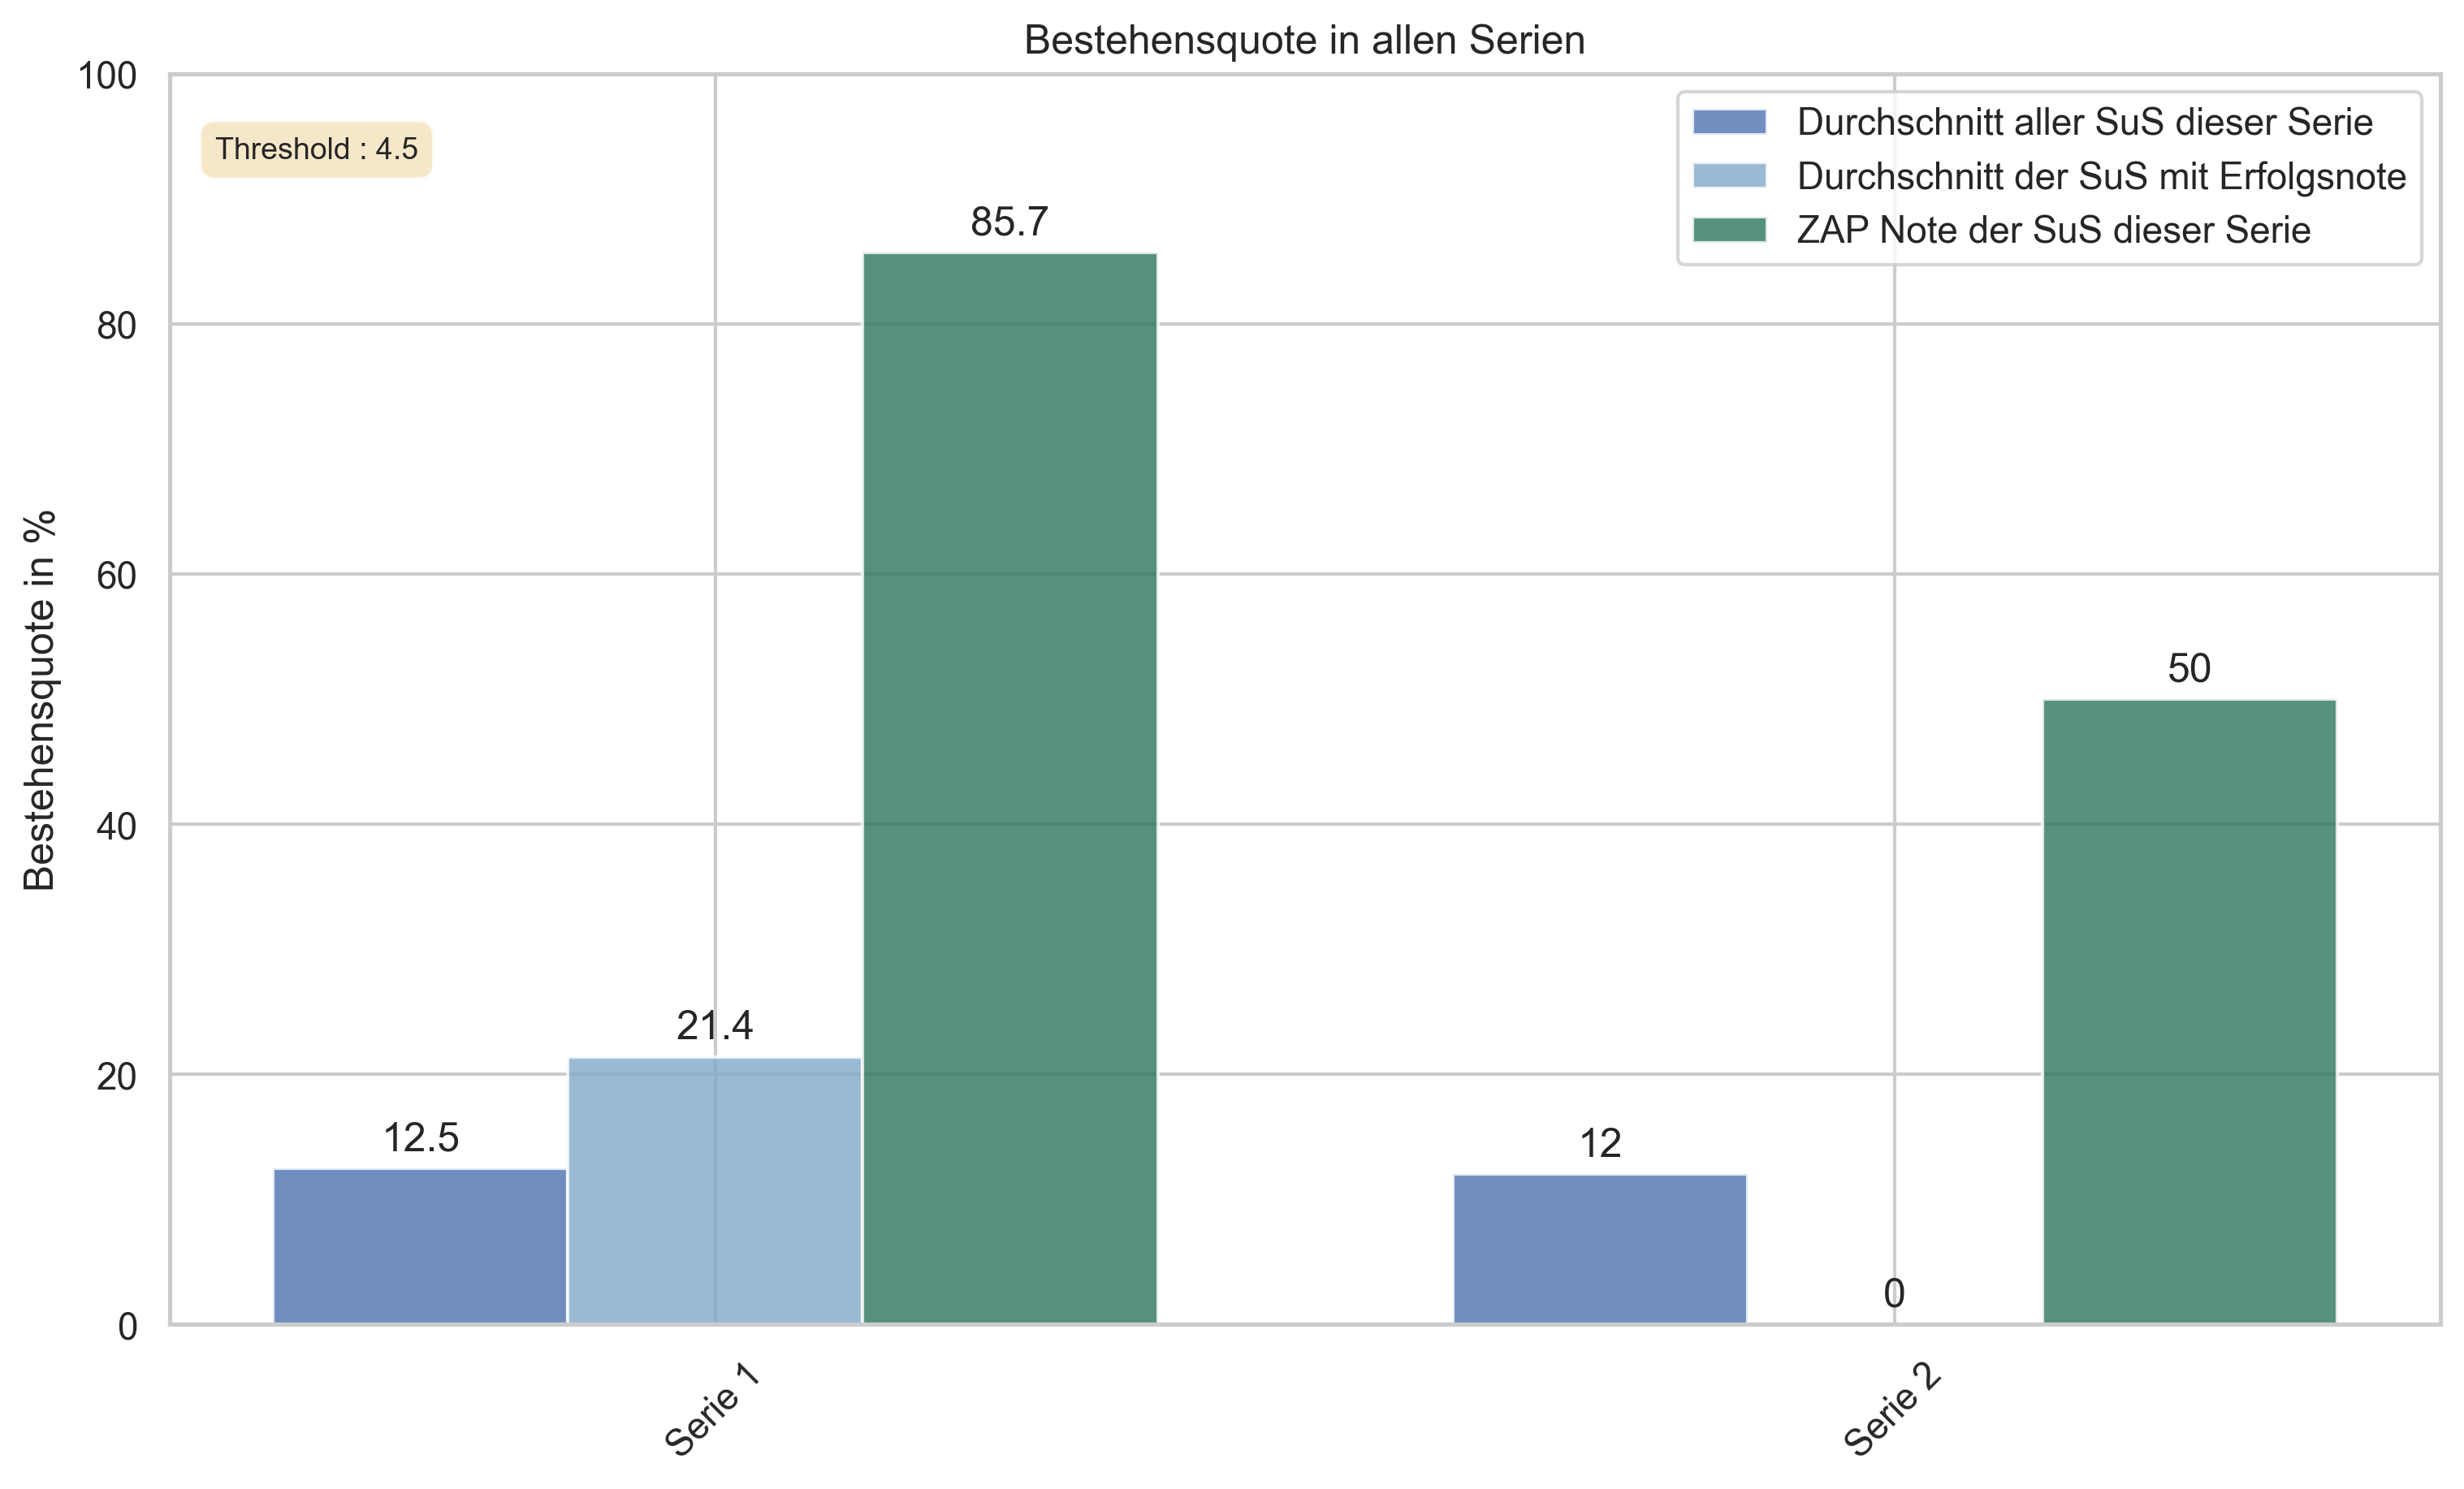 Bestehensquote in allen Serien
Bestehensquote in %
100
80
60
40
20
0
Threshold : 4.5
Durchschnitt aller SuS dieser Serie
Durchschnitt der SuS mit Erfolgsnote
ZAP Note der SuS dieser Serie
12.5
21.4
85.7
12
0
50
Serie 1
Serie 2